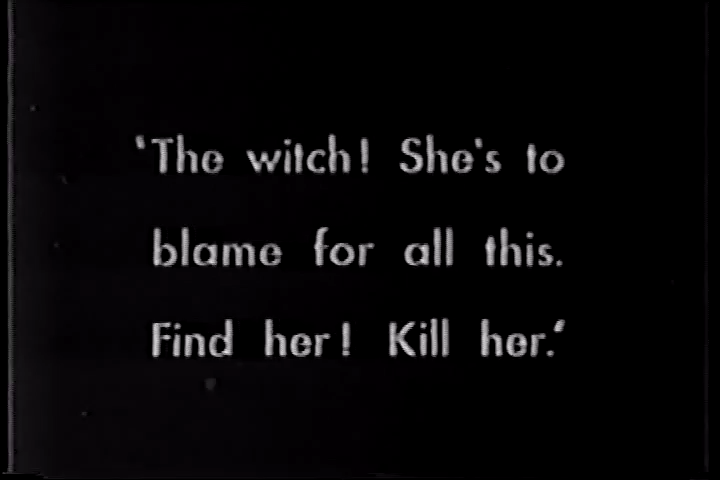 ‘The witch! She's to
blame for all this.
Find her! Kill her.‘